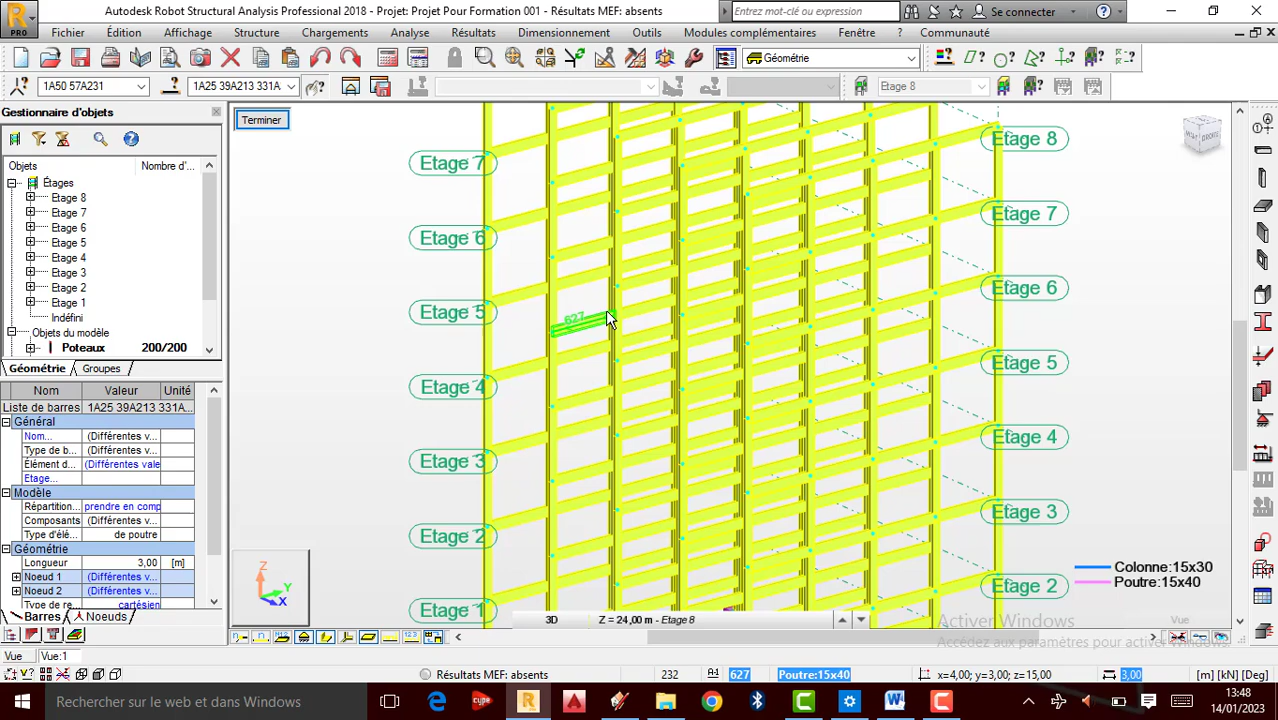 Autodesk Robot Structural Analysis Professional 2018 - Projet: Projet Pour Formation 001 - Résultats MEF: absents
Entrez mot-clé ou expression
Se connecter
PRO
Fichier Édition Affichage Structure Chargements Analyse Résultats Dimensionnement Outils Modules complémentaires Fenêtre ? Communauté
Géométrie
1A50 57A231
1A25 39A213 331A
Etage 8
Gestionnaire d'objets
Terminer
Objets Nombre d'...
Étages
Etage 8
Etage 7
Etage 6
Etage 5
Etage 4
Etage 3
Etage 2
Etage 1
Indéfini
Objets du modèle
Poteaux 200/200
Géométrie Groupes
Nom Valeur Unité
Liste de barres 1A25 39A213 331A...
Général
Nom... (Différentes v...
Type de b... (Différentes v...
Élément d... (Différentes vale
Etage...
Modèle
Répartition... prendre en comp
Composants (Différentes v...
Type d'élé... de poutre
Géométrie
Longueur 3,00 [m]
Noeud 1 (Différentes v...
Noeud 2 (Différentes v...
Type de re... cartésien
Barres Noeuds
Etage 7
Etage 6
Etage 5
Etage 4
Etage 3
Etage 2
Etage 1
627
Etage 8
Etage 7
Etage 6
Etage 5
Etage 4
Etage 3
Etage 2
HAUT DROITE
Z
Y
X
Colonne:15x30
Poutre:15x40
3D Z = 24,00 m - Etage 8
Vue
Activer Windows
Accédez aux paramètres pour activer Windows.
Vue Vue:1
Résultats MEF: absents 232 627 Poutre:15x40 x=4,00; y=3,00; z=15,00 3,00 [m] [kN] [Deg]
Rechercher sur le web et dans Windows
13:48
14/01/2023